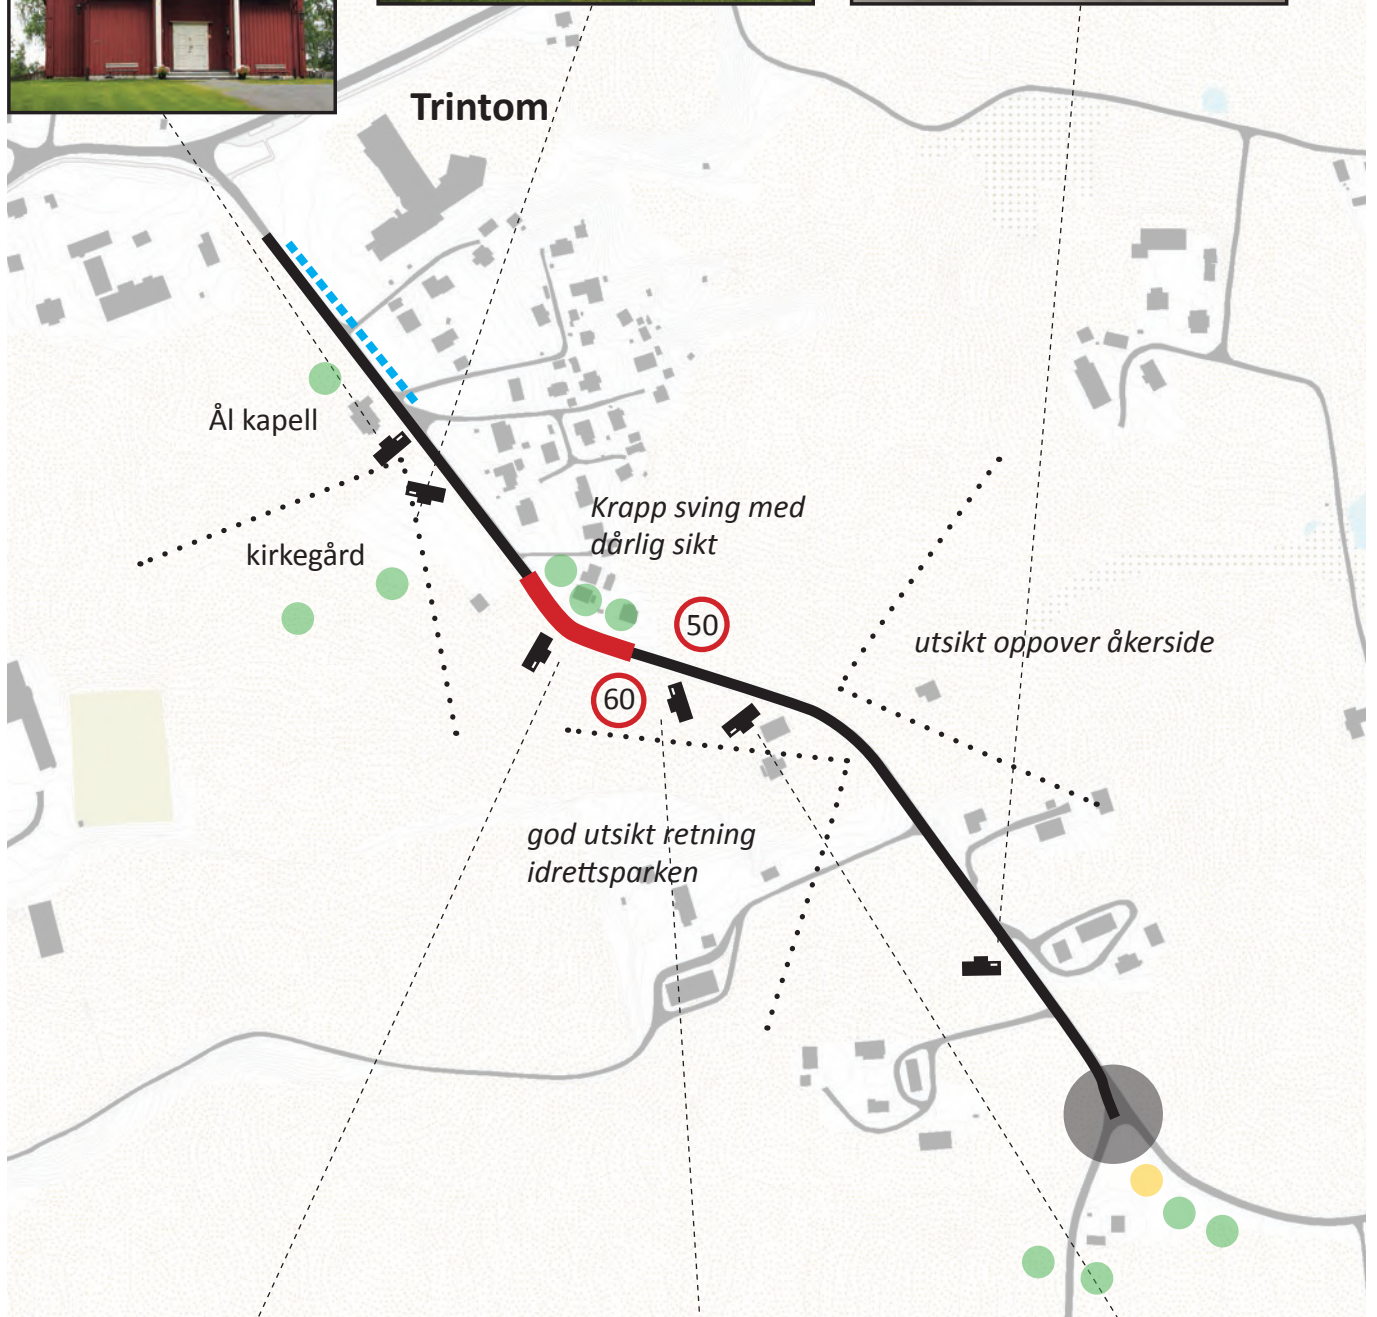 Trintom
Ål kapell
kirkegård
Krapp sving med
dårlig sikt
50
60
utsikt oppover åkerside
god utsikt retning
idrettsparken